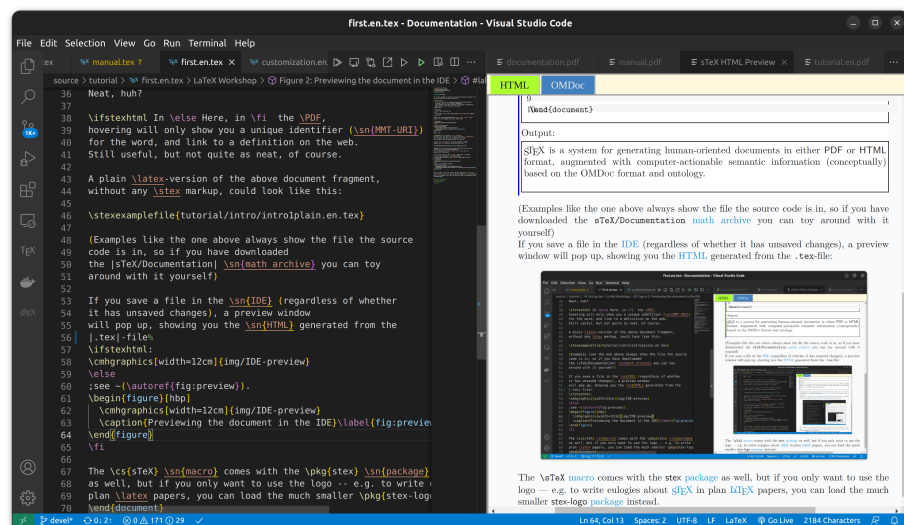 first.en.tex - Documentation - Visual Studio Code
File Edit Selection View Go Run Terminal Help
.ex manual.tex 7 first.en.tex customization.en. documentation.pdf manual.pdf sTeX HTML Preview tutorial.en.pdf
source > tutorial > first.en.tex > LaTeX Workshop > Figure 2: Previewing the document in the IDE > #la
36 Neat, huh?
37
38 \ifstexhtml In \else Here, in \fi the \PDF,
39 hovering will only show you a unique identifier (\sn{MMT-URI})
40 for the word, and link to a definition on the web.
41 Still useful, but not quite as neat, of course.
42
43 A plain \latex-version of the above document fragment,
44 without any \stex markup, could look like this:
45
46 \stexexamplefile{tutorial/intro/intro1plain.en.tex}
47
48 (Examples like the one above always show the file the source
49 code is in, so if you have downloaded
50 the |sTeX/Documentation| \sn{math archive} you can toy
51 around with it yourself)
52
53 If you save a file in the \sn{IDE} (regardless of whether
54 it has unsaved changes), a preview window
55 will pop up, showing you the \sn{HTML} generated from the
56 |.tex|-file%
57 \ifstexhtml:
58 \cmhgraphics[width=12cm]{img/IDE-preview}
59 \else
60 ;see ~(\autoref{fig:preview}).
61 \begin{figure}[hbp]
62 \cmhgraphics[width=12cm]{img/IDE-preview}
63 \caption{Previewing the document in the IDE}\label{fig:preview
64 \end{figure}
65 \fi
66
67 The \cs{sTeX} \sn{macro} comes with the \pkg{stex} \sn{package}
68 as well, but if you only want to use the logo -- e.g. to write
69 plan \latex papers, you can load the much smaller \pkg{stex-logo
70 \end{document}
HTML OMDoc
9
\end{document}
Output:
sTeX is a system for generating human-oriented documents in either PDF or HTML
format, augmented with computer-actionable semantic information (conceptually)
based on the OMDoc format and ontology.
(Examples like the one above always show the file the source code is in, so if you have
downloaded the sTeX/Documentation math archive you can toy around with it
yourself)
If you save a file in the IDE (regardless of whether it has unsaved changes), a preview
window will pop up, showing you the HTML generated from the .tex-file:
first.en.tex - Documentation - Visual Studio Code
The \sTeX macro comes with the stex package as well, but if you only want to use the
logo — e.g. to write eulogies about sTeX in plan LaTeX papers, you can load the much
smaller stex-logo package instead.
1K+
TEX
sTEX
devel* 0↓ 2↑ 0 171 29 Ln 64, Col 13 Spaces: 2 UTF-8 LF LaTeX Go Live 2184 Characters